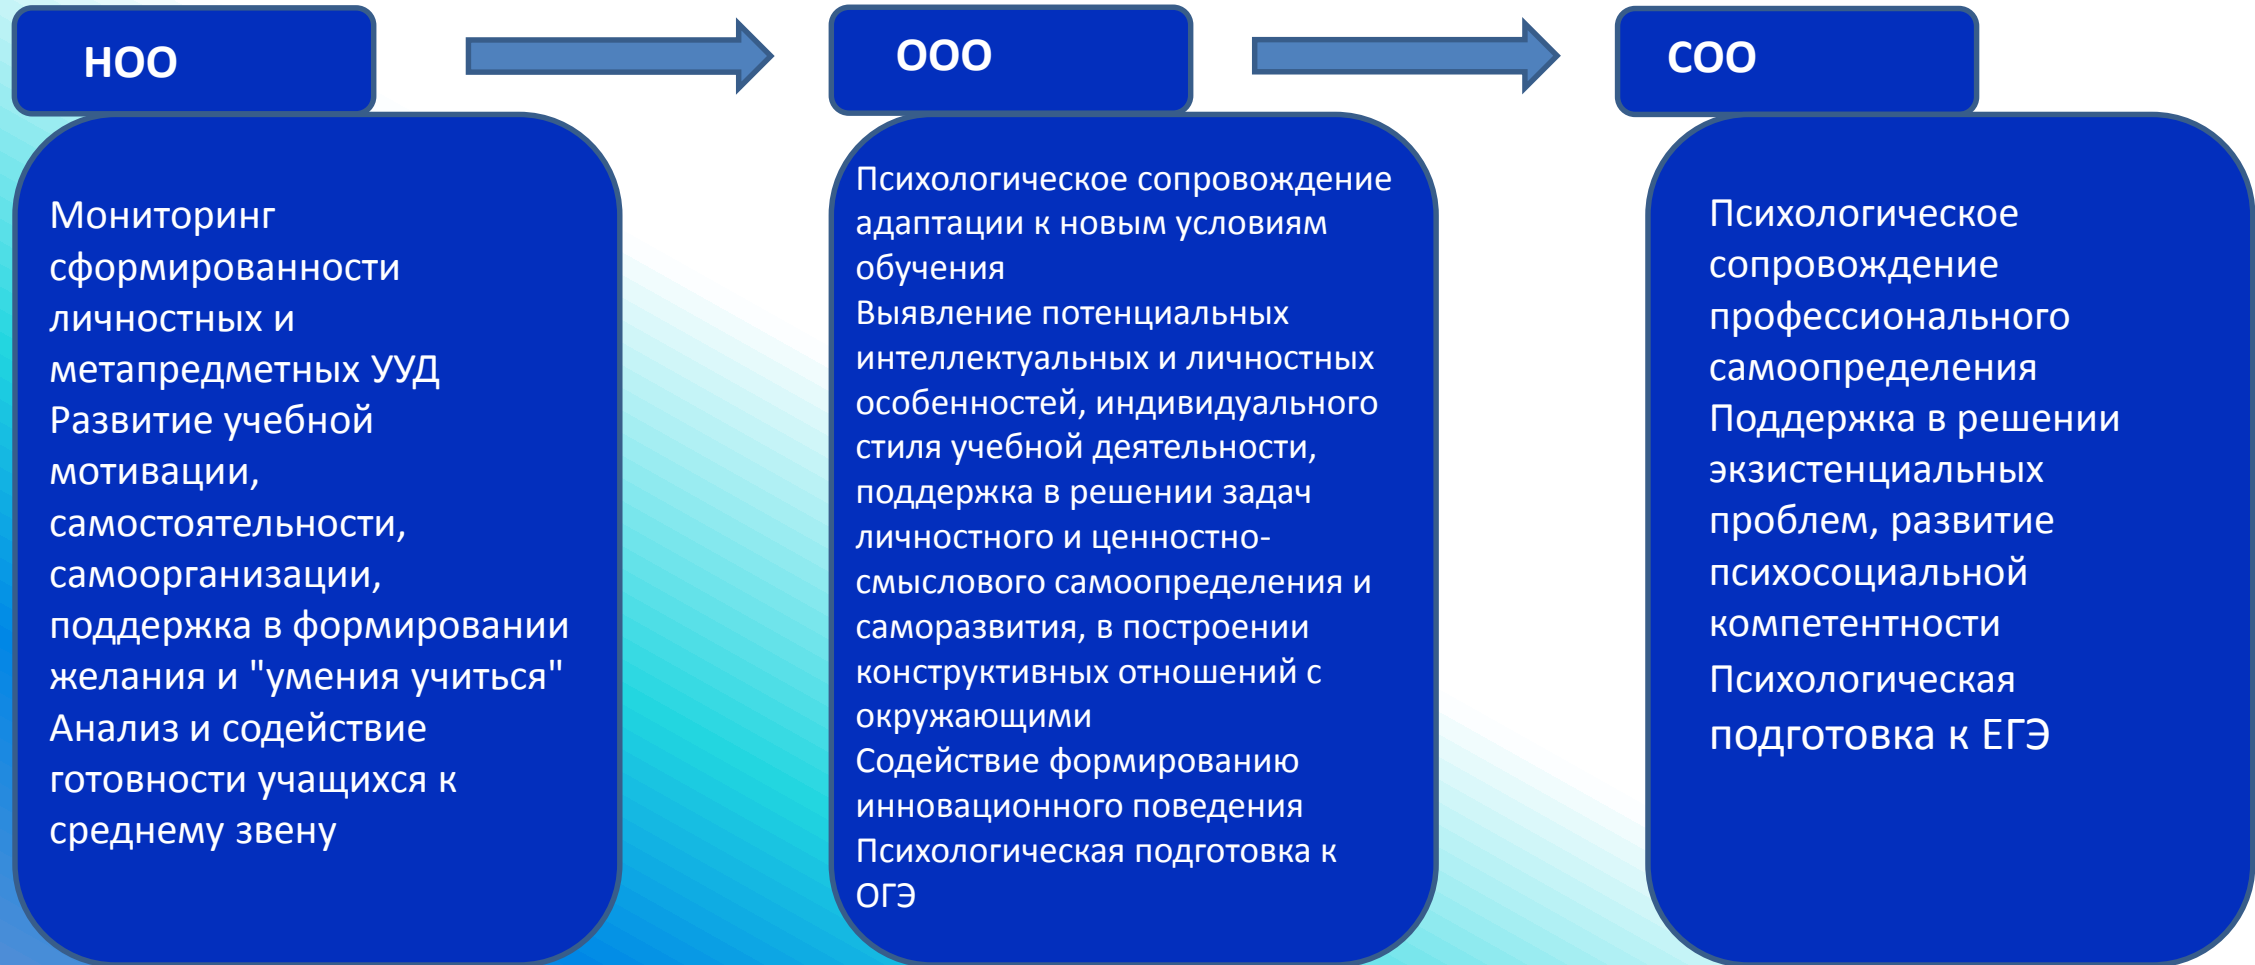 НОО
Мониторинг
сформированности
личностных и
метапредметных УУД
Развитие учебной
мотивации,
самостоятельности,
самоорганизации,
поддержка в формировании
желания и "умения учиться"
Анализ и содействие
готовности учащихся к
среднему звену
ООО
Психологическое сопровождение
адаптации к новым условиям
обучения
Выявление потенциальных
интеллектуальных и личностных
особенностей, индивидуального
стиля учебной деятельности,
поддержка в решении задач
личностного и ценностно-
смыслового самоопределения и
саморазвития, в построении
конструктивных отношений с
окружающими
Содействие формированию
инновационного поведения
Психологическая подготовка к
ОГЭ
СОО
Психологическое
сопровождение
профессионального
самоопределения
Поддержка в решении
экзистенциальных
проблем, развитие
психосоциальной
компетентности
Психологическая
подготовка к ЕГЭ